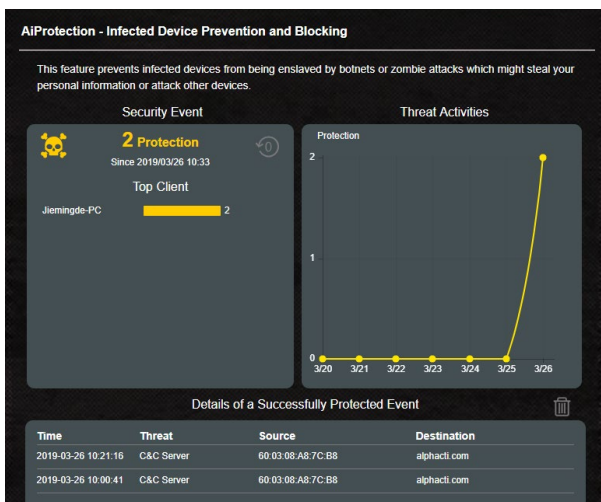 AiProtection - Infected Device Prevention and Blocking
This feature prevents infected devices from being enslaved by botnets or zombie attacks which might steal your
personal information or attack other devices.
Security Event
2 Protection
Since 2019/03/26 10:33
0
Top Client
Jiemingde-PC 2
Threat Activities
Protection
2
1
0
3/20 3/21 3/22 3/23 3/24 3/25 3/26
Details of a Successfully Protected Event
Time Threat Source Destination
2019-03-26 10:21:16 C&C Server 60:03:08:A8:7C:B8 alphacti.com
2019-03-26 10:00:41 C&C Server 60:03:08:A8:7C:B8 alphacti.com